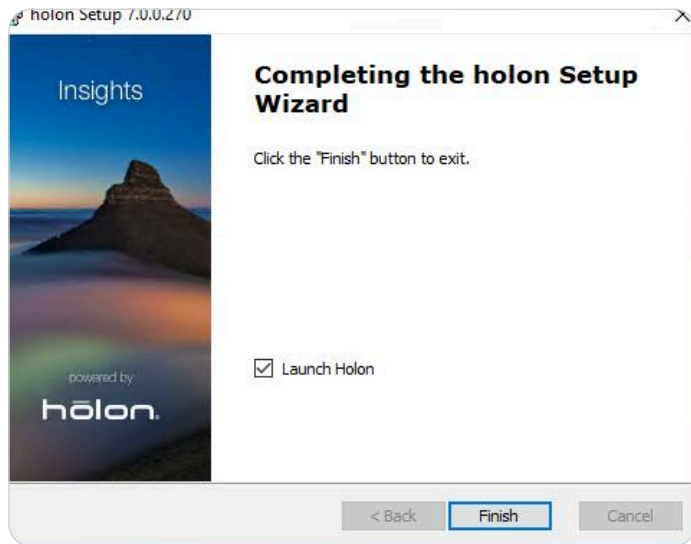 holon Setup 7.0.0.270
Insights
Completing the holon Setup
Wizard
Click the "Finish" button to exit.
Launch Holon
powered by
hōlon.
< Back
Finish
Cancel